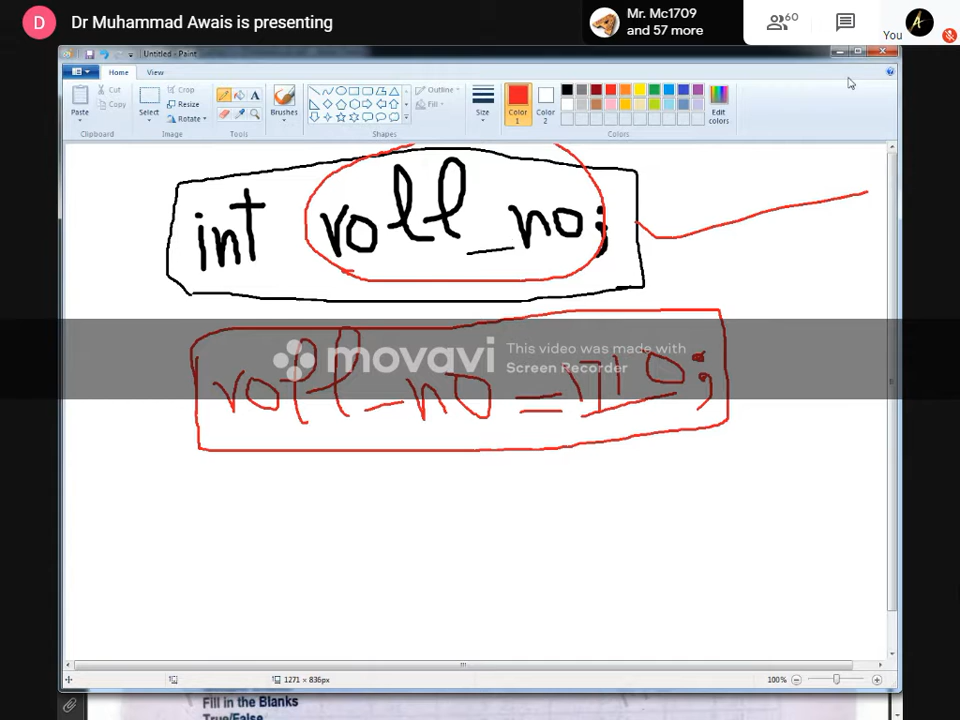 Dr Muhammad Awais is presenting
Mr. Mc1709
and 57 more
60
You
Untitled - Paint
Home
View
Cut
Copy
Paste
Clipboard
Crop
Resize
Rotate
Select
Image
Tools
Brushes
Outline
Fill
Shapes
Size
Color
1
Color
2
Edit
colors
Colors
int roll_no;
roll_no =
movavi
This video was made with
Screen Recorder
1271 × 836px
100%
Fill in the Blanks
True/False